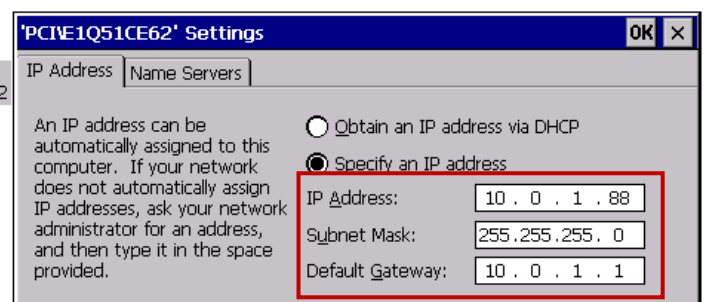 'PCI\E1Q51CE62' Settings OK ×
IP Address Name Servers
2
An IP address can be
automatically assigned to this
computer. If your network
does not automatically assign
IP addresses, ask your network
administrator for an address,
and then type it in the space
provided.
Obtain an IP address via DHCP
Specify an IP address
IP Address: 10 . 0 . 1 . 88
Subnet Mask: 255.255.255. 0
Default Gateway: 10 . 0 . 1 . 1